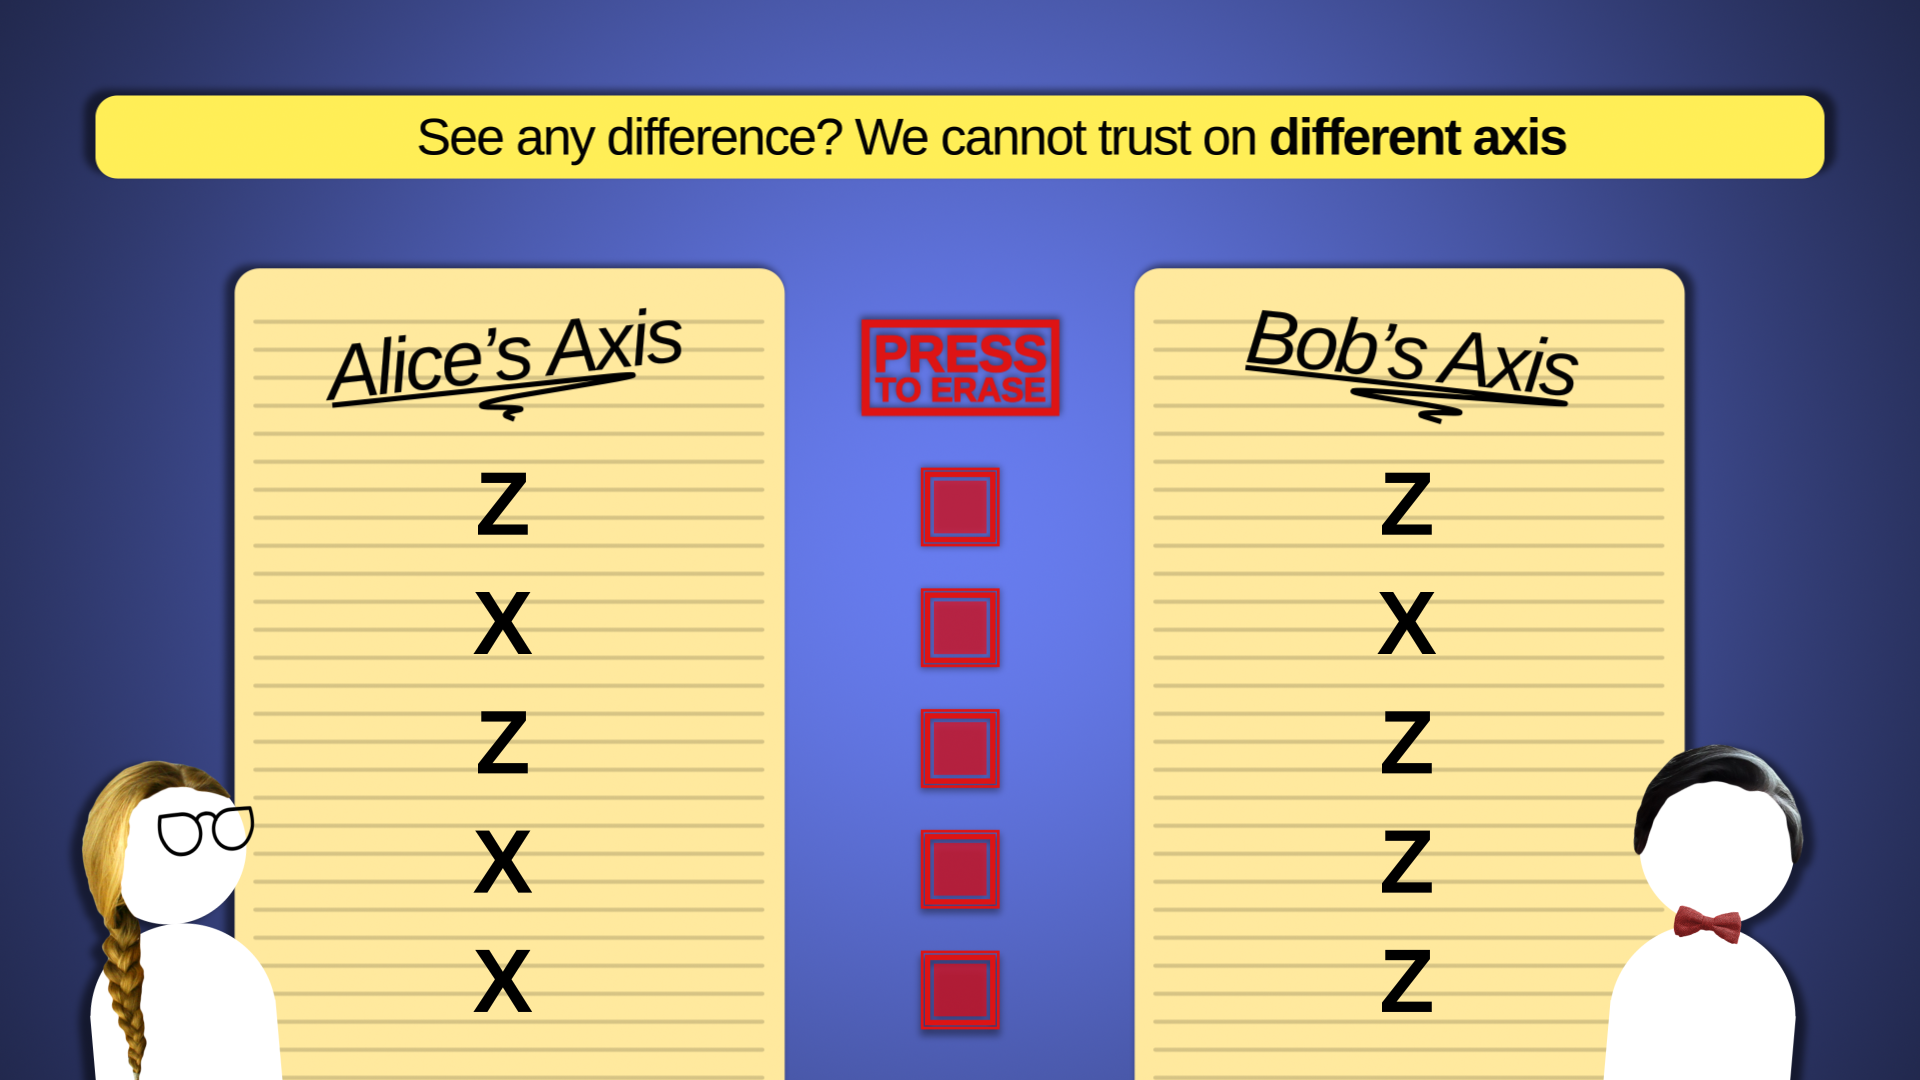 See any difference? We cannot trust on different axis
Alice’s Axis
PRESS
TO ERASE
Bob’s Axis
Z Z
X X
Z Z
X Z
X Z